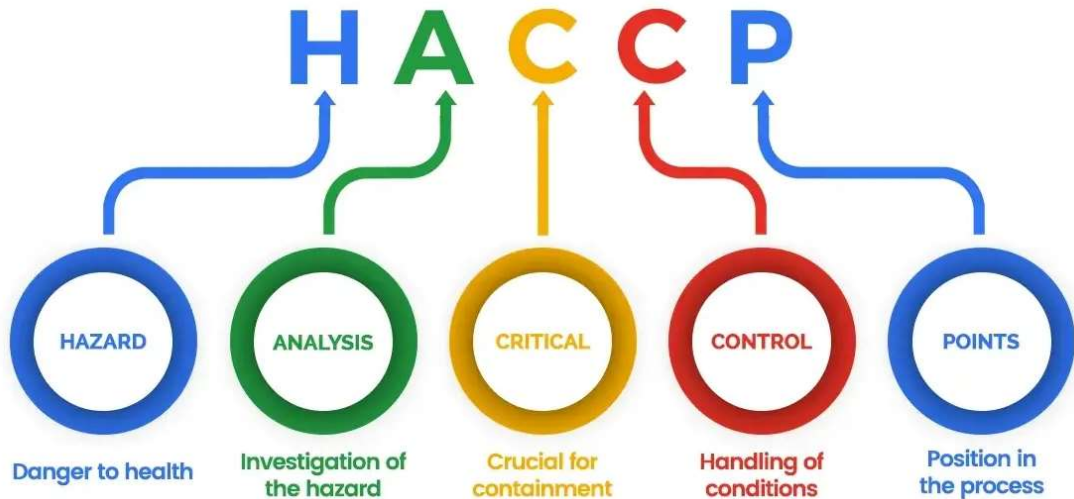 HACCP
HAZARD
ANALYSIS
CRITICAL
CONTROL
POINTS
Danger to health
Investigation of
the hazard
Crucial for
containment
Handling of
conditions
Position in
the process